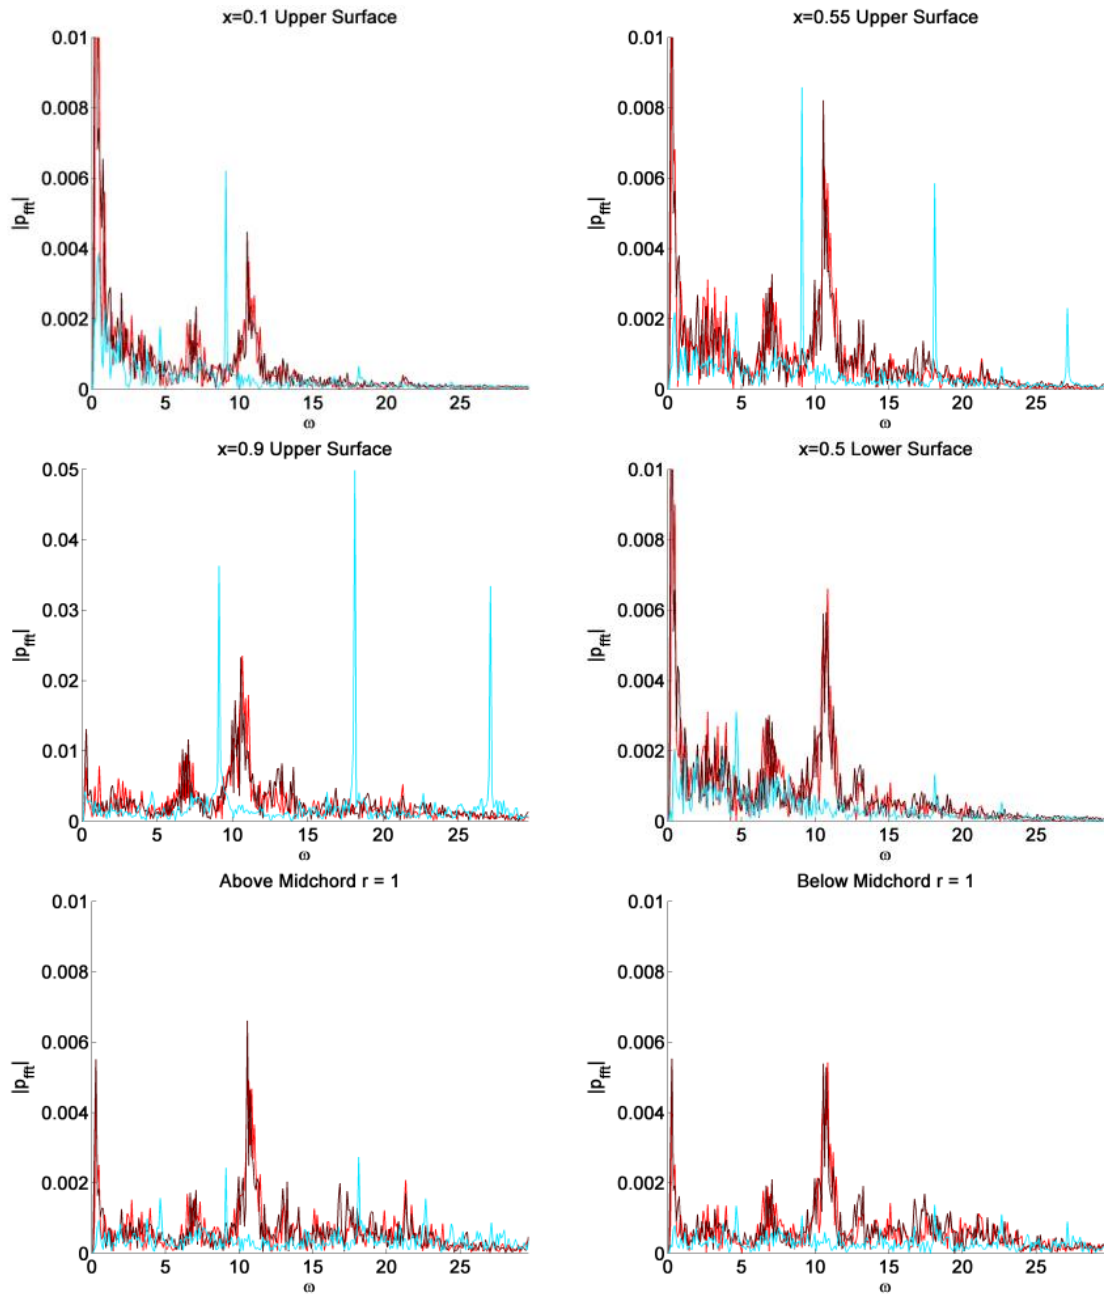 x=0.1 Upper Surface
0.01
0.008
0.006
0.004
0.002
0
|p_fft|
0 5 10 15 20 25
ω
x=0.55 Upper Surface
0.01
0.008
0.006
0.004
0.002
0
|p_fft|
0 5 10 15 20 25
ω
x=0.9 Upper Surface
0.05
0.04
0.03
0.02
0.01
0
|p_fft|
0 5 10 15 20 25
ω
x=0.5 Lower Surface
0.01
0.008
0.006
0.004
0.002
0
|p_fft|
0 5 10 15 20 25
ω
Above Midchord r = 1
0.01
0.008
0.006
0.004
0.002
0
|p_fft|
0 5 10 15 20 25
ω
Below Midchord r = 1
0.01
0.008
0.006
0.004
0.002
0
|p_fft|
0 5 10 15 20 25
ω